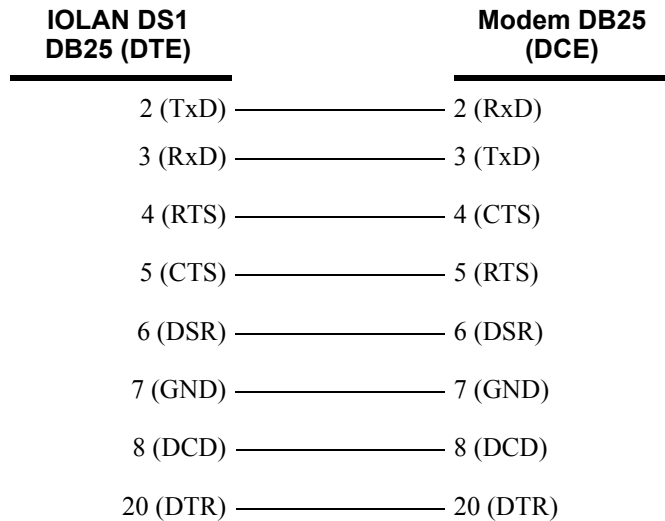 IOLAN DS1 Modem DB25
DB25 (DTE) (DCE)
2 (TxD) 2 (RxD)
3 (RxD) 3 (TxD)
4 (RTS) 4 (CTS)
5 (CTS) 5 (RTS)
6 (DSR) 6 (DSR)
7 (GND) 7 (GND)
8 (DCD) 8 (DCD)
20 (DTR) 20 (DTR)